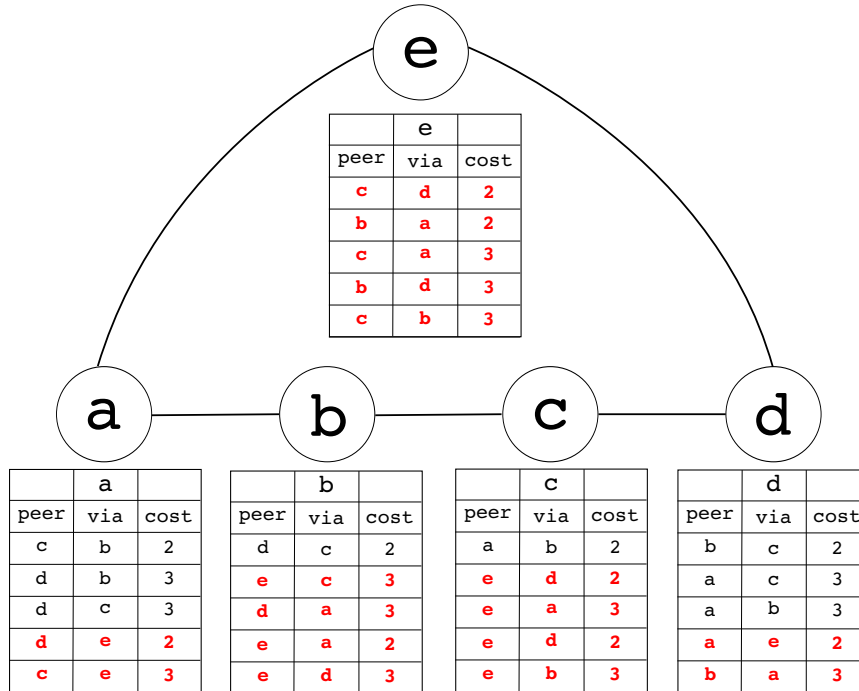 e
e
peer via cost
c d 2
b a 2
c a 3
b d 3
c b 3
a b c d
a b c d
peer via cost peer via cost peer via cost peer via cost
c b 2 d c 2 a b 2 b c 2
d b 3 e c 3 e d 2 a c 3
d c 3 d a 3 e a 3 a b 3
d e 2 e a 2 e d 2 a e 2
c e 3 e d 3 e b 3 b a 3